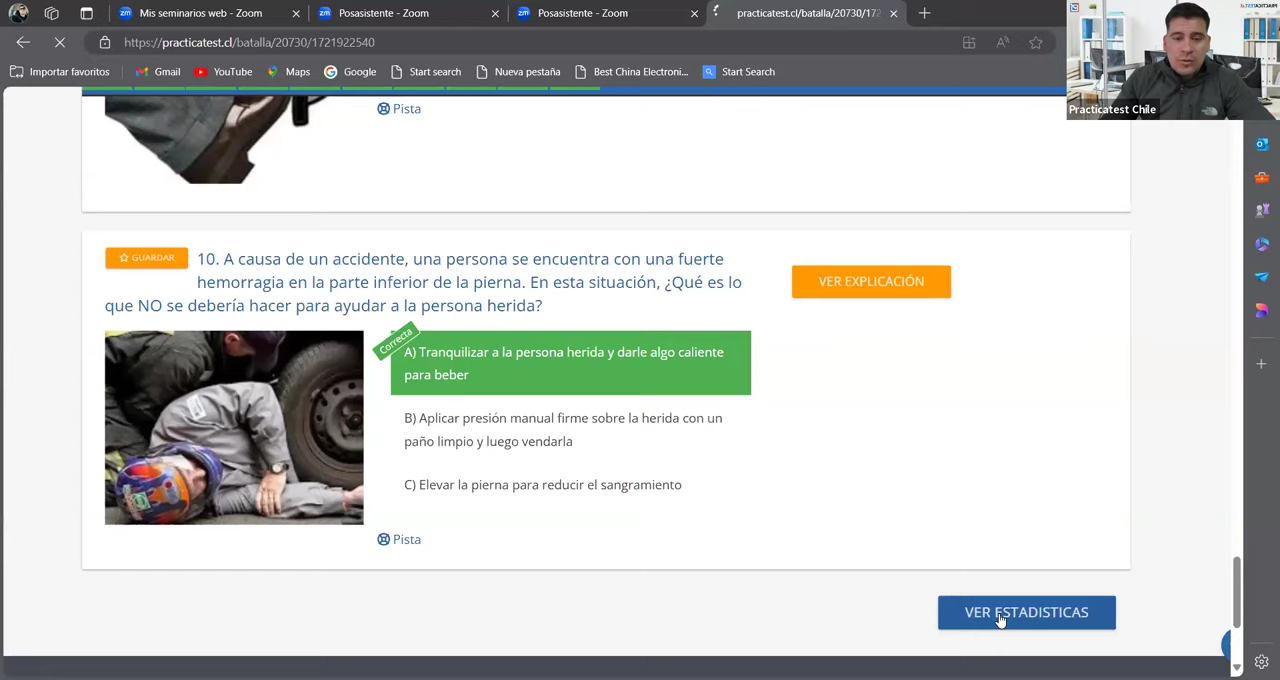 Mis seminarios web - Zoom
Posasistente - Zoom
Posasistente - Zoom
practicatest.cl/batalla/20730/172
https://practicatest.cl/batalla/20730/1721922540
Importar favoritos
Gmail
YouTube
Maps
Google
Start search
Nueva pestaña
Best China Electroni...
Start Search
Practicatest Chile
Pista
GUARDAR
10. A causa de un accidente, una persona se encuentra con una fuerte
hemorragia en la parte inferior de la pierna. En esta situación, ¿Qué es lo
que NO se debería hacer para ayudar a la persona herida?
VER EXPLICACIÓN
Correcta
A) Tranquilizar a la persona herida y darle algo caliente
para beber
B) Aplicar presión manual firme sobre la herida con un
paño limpio y luego vendarla
C) Elevar la pierna para reducir el sangramiento
Pista
VER ESTADISTICAS